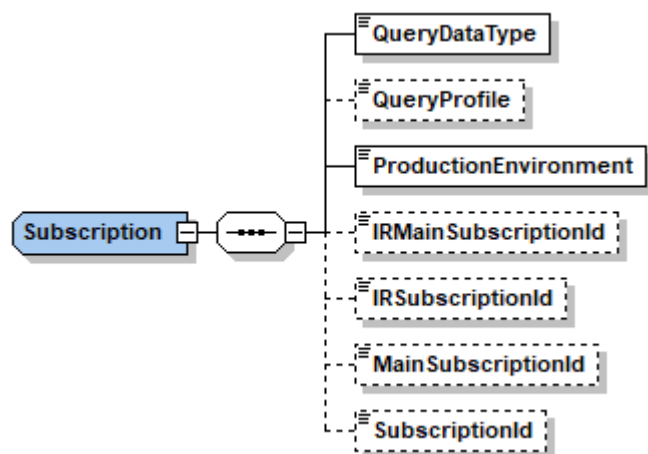 QueryDataType
QueryProfile
ProductionEnvironment
Subscription
IRMainSubscriptionId
IRSubscriptionId
MainSubscriptionId
SubscriptionId